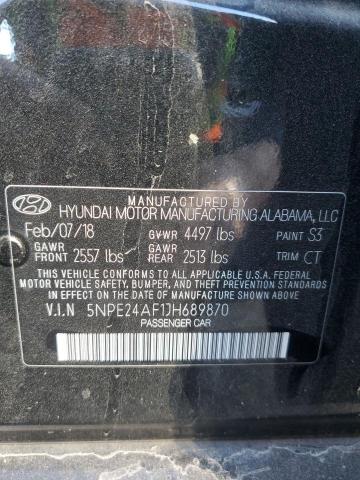 MANUFACTURED BY
HYUNDAI MOTOR MANUFACTURING ALABAMA, LLC
Feb/07/18 GVWR 4497 lbs PAINT S3
GAWR FRONT 2557 lbs GAWR REAR 2513 lbs TRIM CT
THIS VEHICLE CONFORMS TO ALL APPLICABLE U.S.A. FEDERAL
MOTOR VEHICLE SAFETY, BUMPER, AND THEFT PREVENTION
STANDARDS IN EFFECT ON THE DATE OF MANUFACTURE SHOWN ABOVE.
V.I.N 5NPE24AF1JH689870
PASSENGER CAR